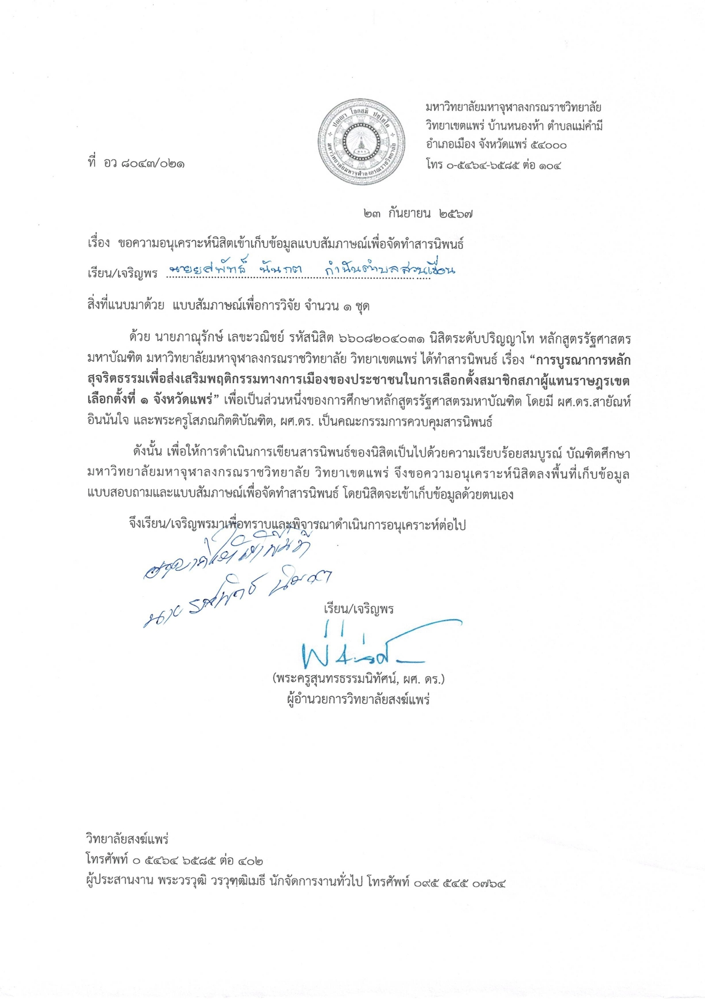 มหาวิทยาลัยมหาจุฬาลงกรณราชวิทยาลัย
วิทยาเขตแพร่ บ้านหนองห้า ตำบลแม่คำมี
อำเภอเมือง จังหวัดแพร่ ๕๔๐๐๐
โทร ๐-๕๔๖๔-๖๕๘๕ ต่อ ๑๐๔
ปญฺญา โลกสฺมิ ปชฺโชโต
มหาวิทยาลัยมหาจุฬาลงกรณราชวิทยาลัย
ที่ อว ๘๐๔๓/๐๒๑
๒๓ กันยายน ๒๕๖๗
เรื่อง ขอความอนุเคราะห์นิสิตเข้าเก็บข้อมูลแบบสัมภาษณ์เพื่อจัดทำสารนิพนธ์
เรียน/เจริญพร นายยศพัทธ์ นันกต กำนันตำบลสวนเขื่อน
สิ่งที่แนบมาด้วย แบบสัมภาษณ์เพื่อการวิจัย จำนวน ๑ ชุด
ด้วย นายภาณุรักษ์ เลขะวณิชย์ รหัสนิสิต ๖๖๐๘๒๐๔๐๓๑ นิสิตระดับปริญญาโท หลักสูตรรัฐศาสตร
มหาบัณฑิต มหาวิทยาลัยมหาจุฬาลงกรณราชวิทยาลัย วิทยาเขตแพร่ ได้ทำสารนิพนธ์ เรื่อง “การบูรณาการหลัก
สุจริตธรรมเพื่อส่งเสริมพฤติกรรมทางการเมืองของประชาชนในการเลือกตั้งสมาชิกสภาผู้แทนราษฎรเขต
เลือกตั้งที่ ๑ จังหวัดแพร่” เพื่อเป็นส่วนหนึ่งของการศึกษาหลักสูตรรัฐศาสตรมหาบัณฑิต โดยมี ผศ.ดร.สายัณห์
อินนันใจ และพระครูโสภณกิตติบัณฑิต, ผศ.ดร. เป็นคณะกรรมการควบคุมสารนิพนธ์
ดังนั้น เพื่อให้การดำเนินการเขียนสารนิพนธ์ของนิสิตเป็นไปด้วยความเรียบร้อยสมบูรณ์ บัณฑิตศึกษา
มหาวิทยาลัยมหาจุฬาลงกรณราชวิทยาลัย วิทยาเขตแพร่ จึงขอความอนุเคราะห์นิสิตลงพื้นที่เก็บข้อมูล
แบบสอบถามและแบบสัมภาษณ์เพื่อจัดทำสารนิพนธ์ โดยนิสิตจะเข้าเก็บข้อมูลด้วยตนเอง
จึงเรียน/เจริญพรมาเพื่อทราบและพิจารณาดำเนินการอนุเคราะห์ต่อไป
นาย
เรียน/เจริญพร
(พระครูสุนทรธรรมนิทัศน์, ผศ. ดร.)
ผู้อำนวยการวิทยาลัยสงฆ์แพร่
วิทยาลัยสงฆ์แพร่
โทรศัพท์ ๐ ๕๔๖๔ ๖๕๘๕ ต่อ ๔๐๒
ผู้ประสานงาน พระวรวุฒิ วรวุฑฺฒิเมธี นักจัดการงานทั่วไป โทรศัพท์ ๐๙๕ ๕๔๕ ๐๗๖๔